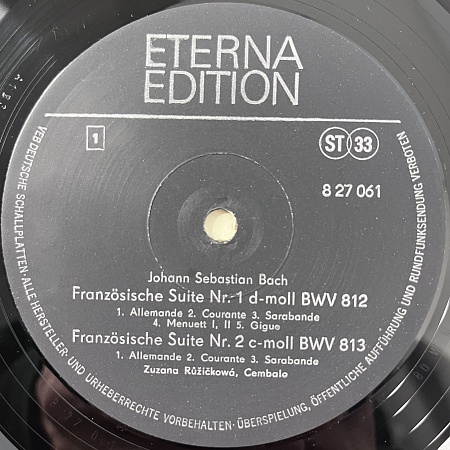 ETERNA
EDITION
1
ST 33
8 27 061
Johann Sebastian Bach
Französische Suite Nr. 1 d-moll BWV 812
1. Allemande 2. Courante 3. Sarabande
4. Menuett I, II 5. Gigue
Französische Suite Nr. 2 c-moll BWV 813
1. Allemande 2. Courante 3. Sarabande
Zuzana Růžičková, Cembalo
VEB DEUTSCHE SCHALLPLATTEN · ALLE HERSTELLER- UND URHEBERRECHTE VORBEHALTEN · ÜBERSPIELUNG, ÖFFENTLICHE AUFFÜHRUNG UND RUNDFUNKSENDUNG VERBOTEN